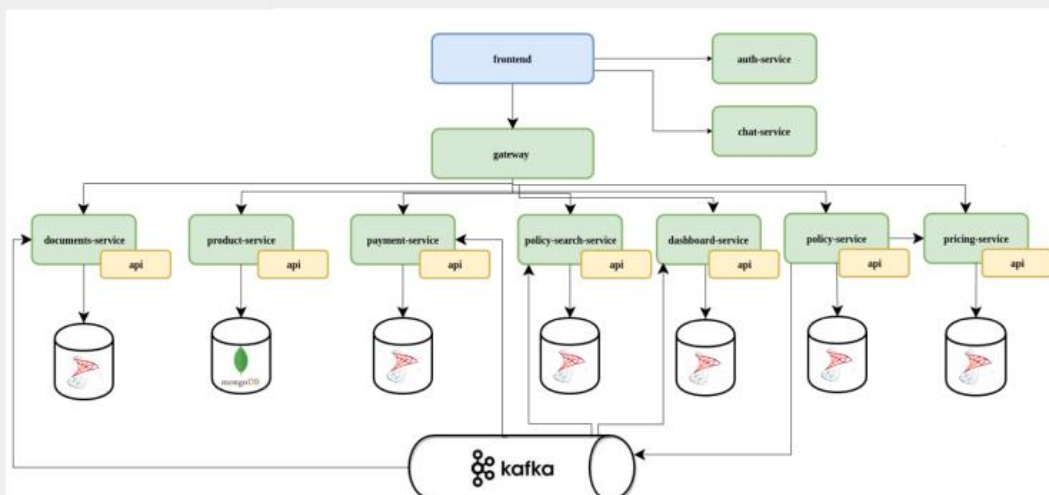 frontend
auth-service
chat-service
gateway
documents-service
product-service
payment-service
policy-search-service
dashboard-service
policy-service
pricing-service
api
api
api
api
api
api
api
mongoDB
kafka